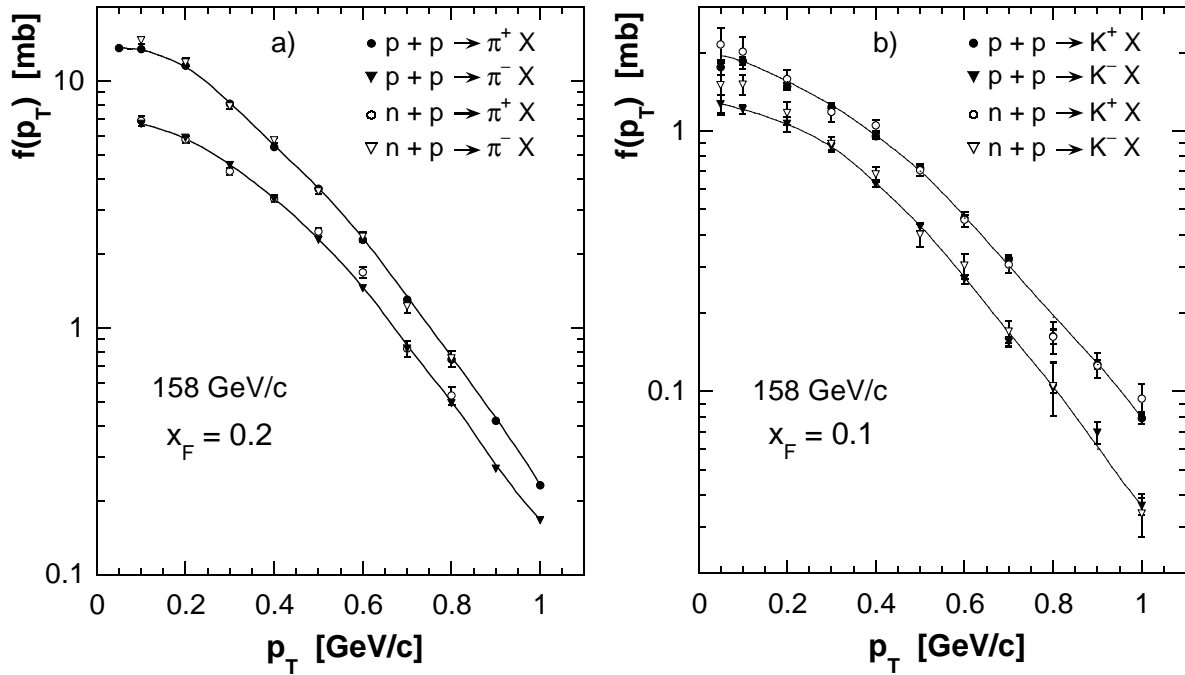 a)
p + p → π⁺ X
p + p → π⁻ X
n + p → π⁺ X
n + p → π⁻ X
f(p_T) [mb]
10
1
0.1
158 GeV/c
x_F = 0.2
0 0.2 0.4 0.6 0.8 1
p_T [GeV/c]
b)
p + p → K⁺ X
p + p → K⁻ X
n + p → K⁺ X
n + p → K⁻ X
f(p_T) [mb]
1
0.1
158 GeV/c
x_F = 0.1
0 0.2 0.4 0.6 0.8 1
p_T [GeV/c]